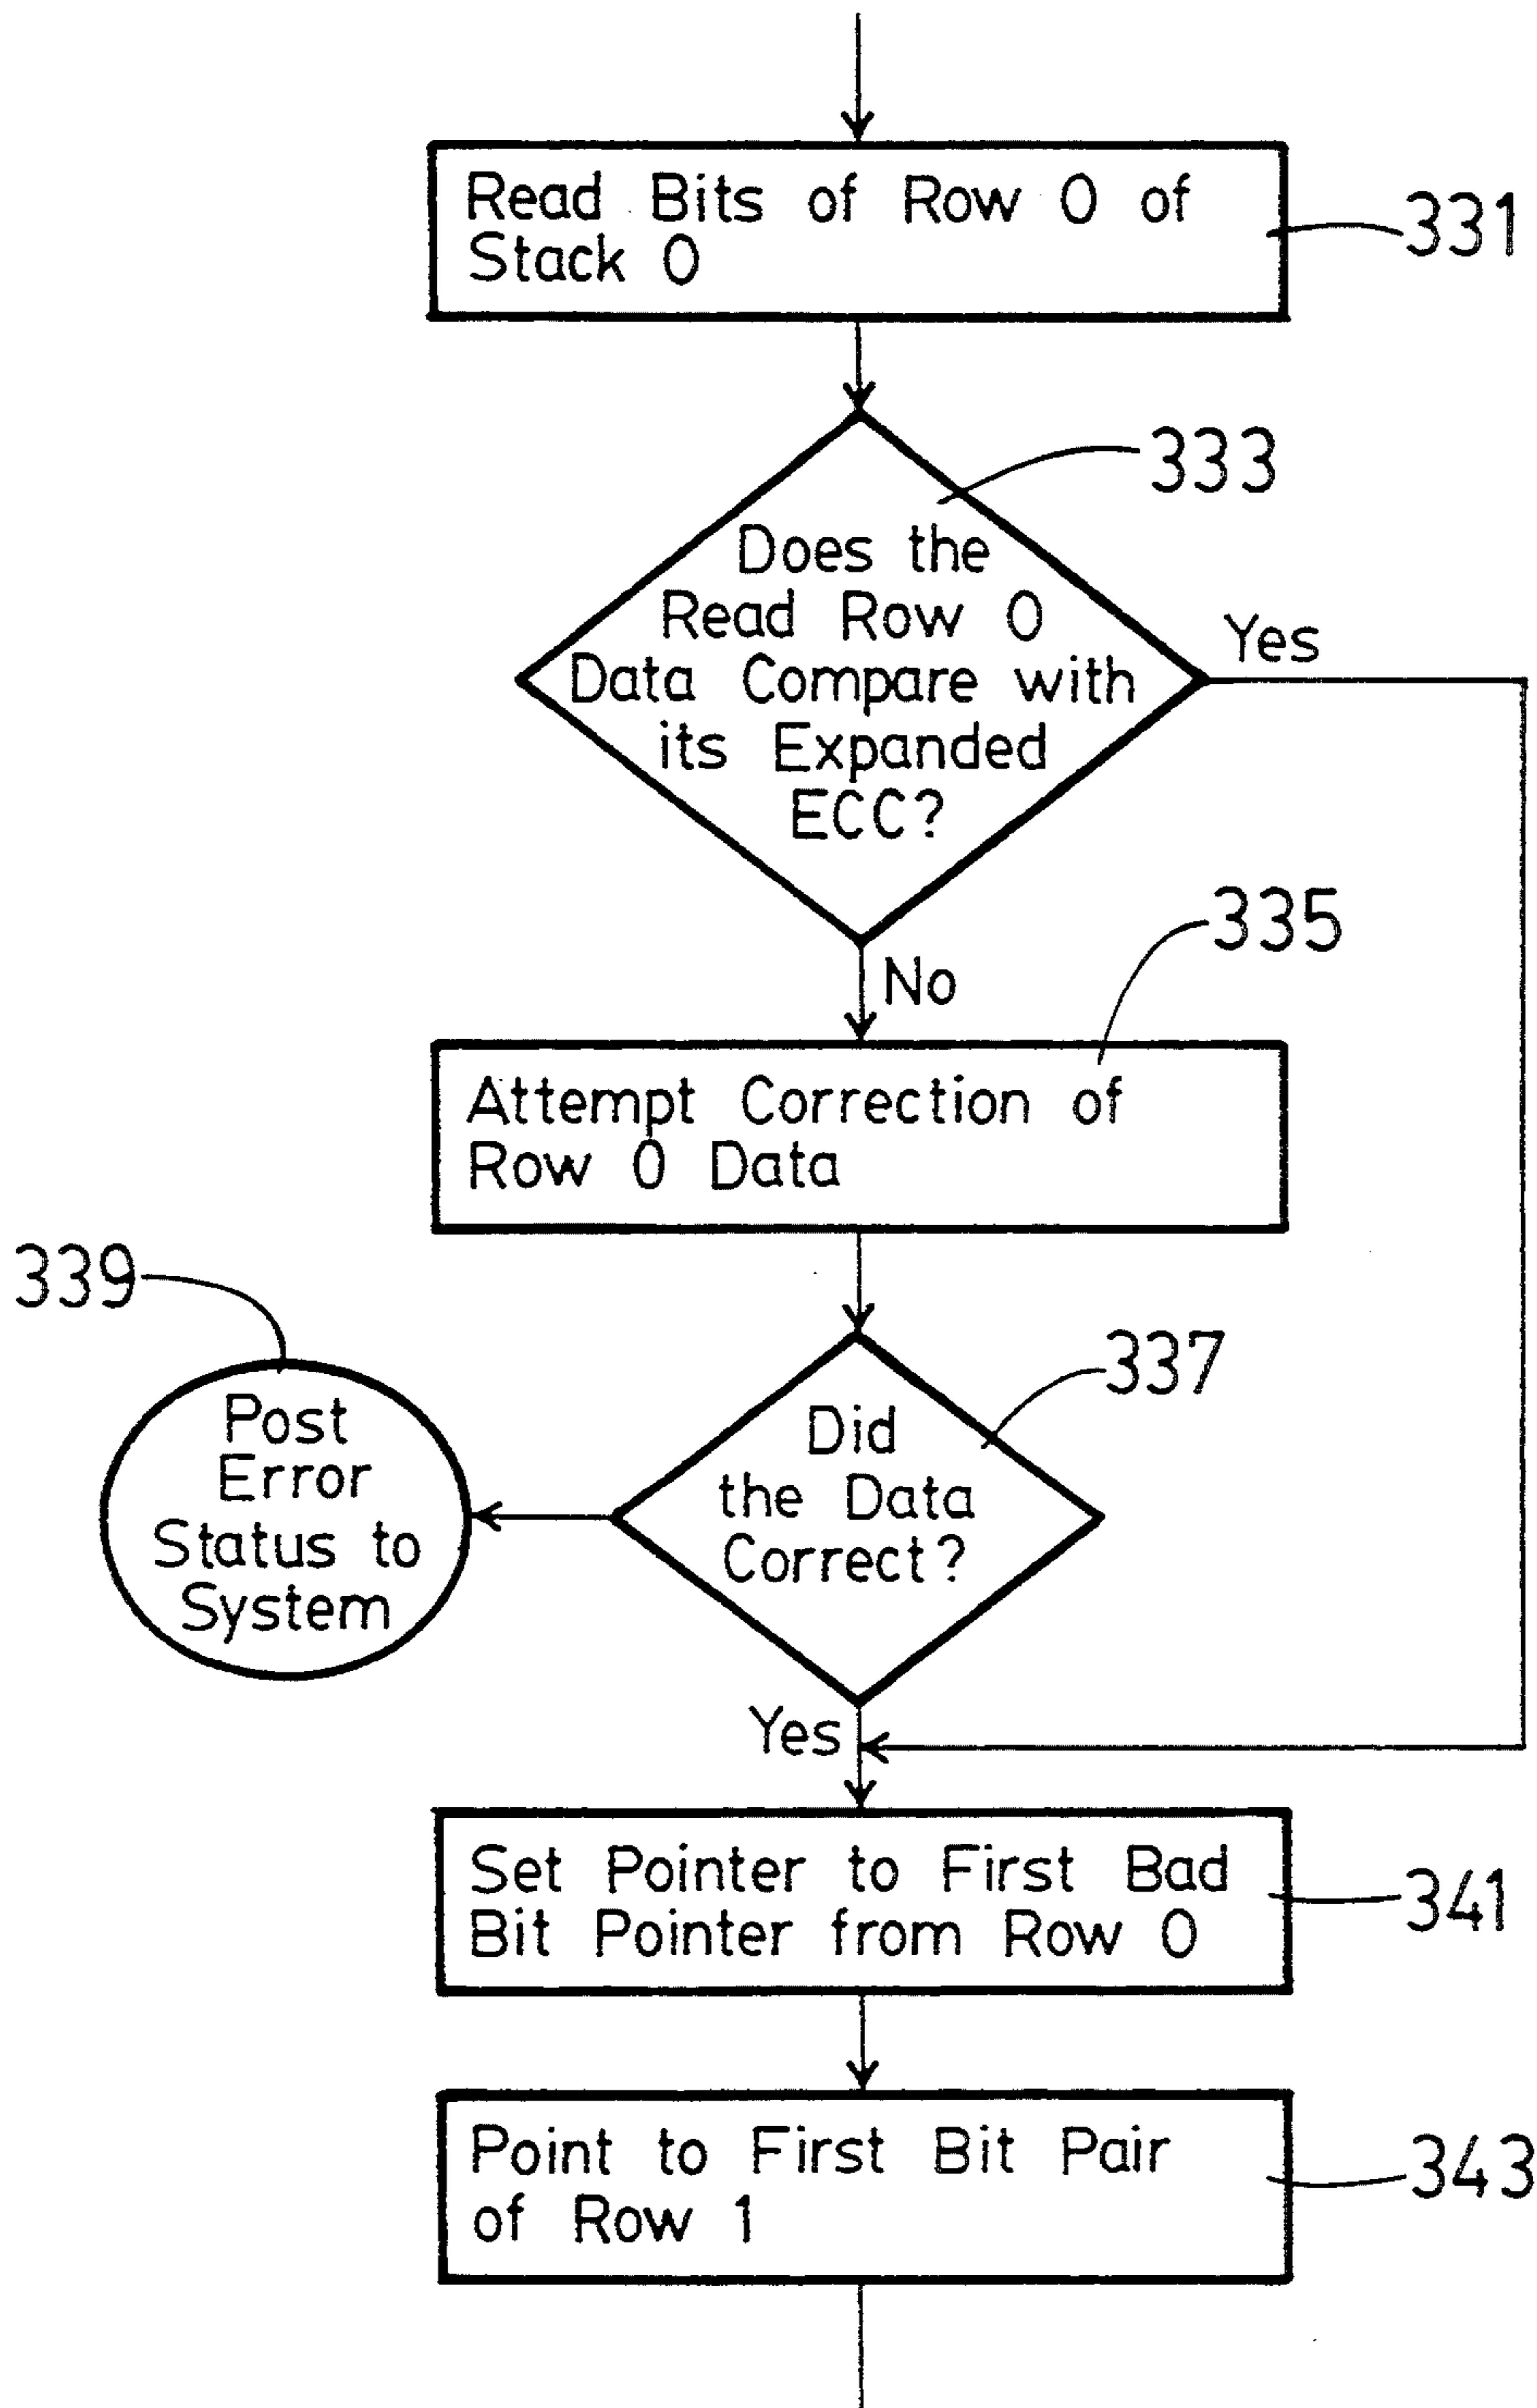 Read Bits of Row 0 of
Stack 0
331
333
Does the
Read Row 0
Data Compare with
its Expanded
ECC?
Yes
No
335
Attempt Correction of
Row 0 Data
339
Post
Error
Status to
System
337
Did
the Data
Correct?
Yes
Set Pointer to First Bad
Bit Pointer from Row 0
341
Point to First Bit Pair
of Row 1
343